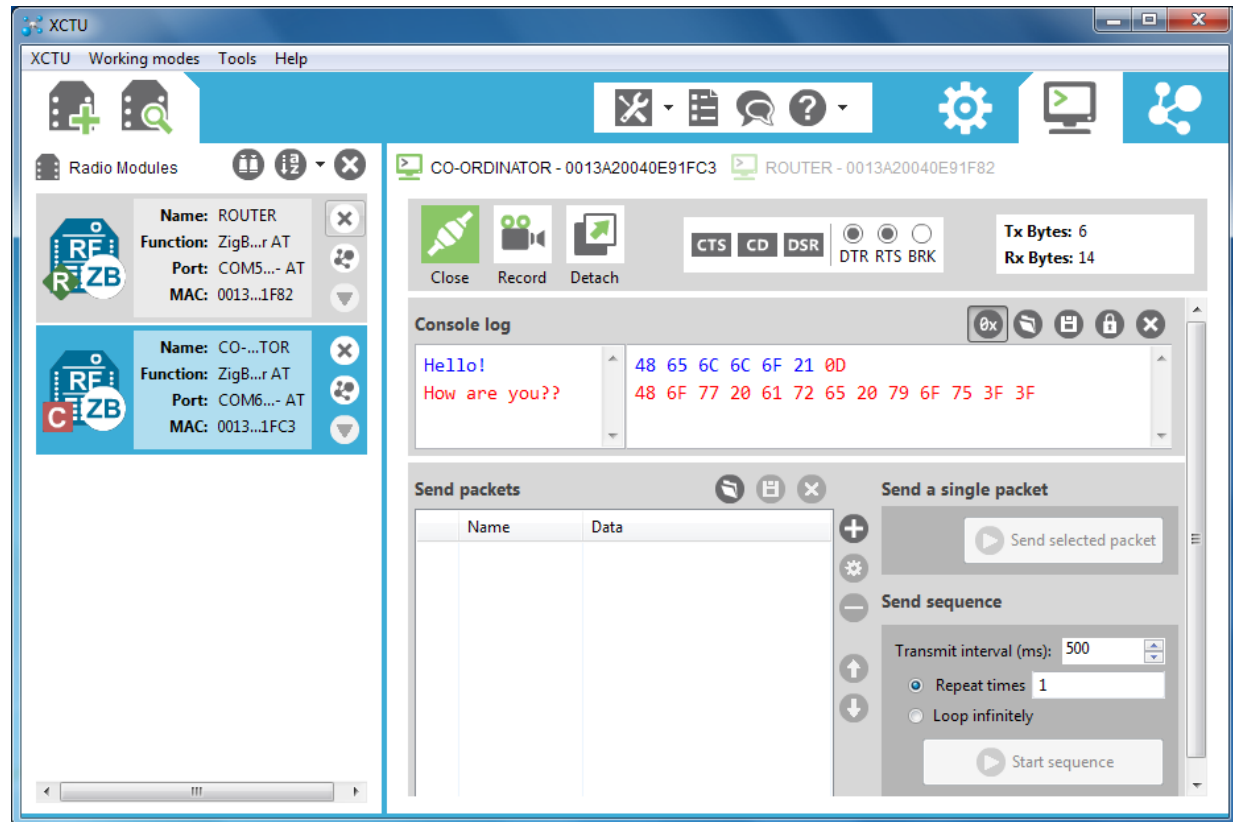 XCTU
XCTU Working modes Tools Help
Radio Modules
Name: ROUTER
Function: ZigB...r AT
Port: COM5...- AT
MAC: 0013...1F82
RF
R ZB
Name: CO-...TOR
Function: ZigB...r AT
Port: COM6...- AT
MAC: 0013...1FC3
RF
C ZB
CO-ORDINATOR - 0013A20040E91FC3 ROUTER - 0013A20040E91F82
Close Record Detach
CTS CD DSR DTR RTS BRK
Tx Bytes: 6
Rx Bytes: 14
Console log
0x
Hello! 48 65 6C 6C 6F 21 0D
How are you?? 48 6F 77 20 61 72 65 20 79 6F 75 3F 3F
Send packets
Name Data
Send a single packet
Send selected packet
Send sequence
Transmit interval (ms): 500
Repeat times 1
Loop infinitely
Start sequence